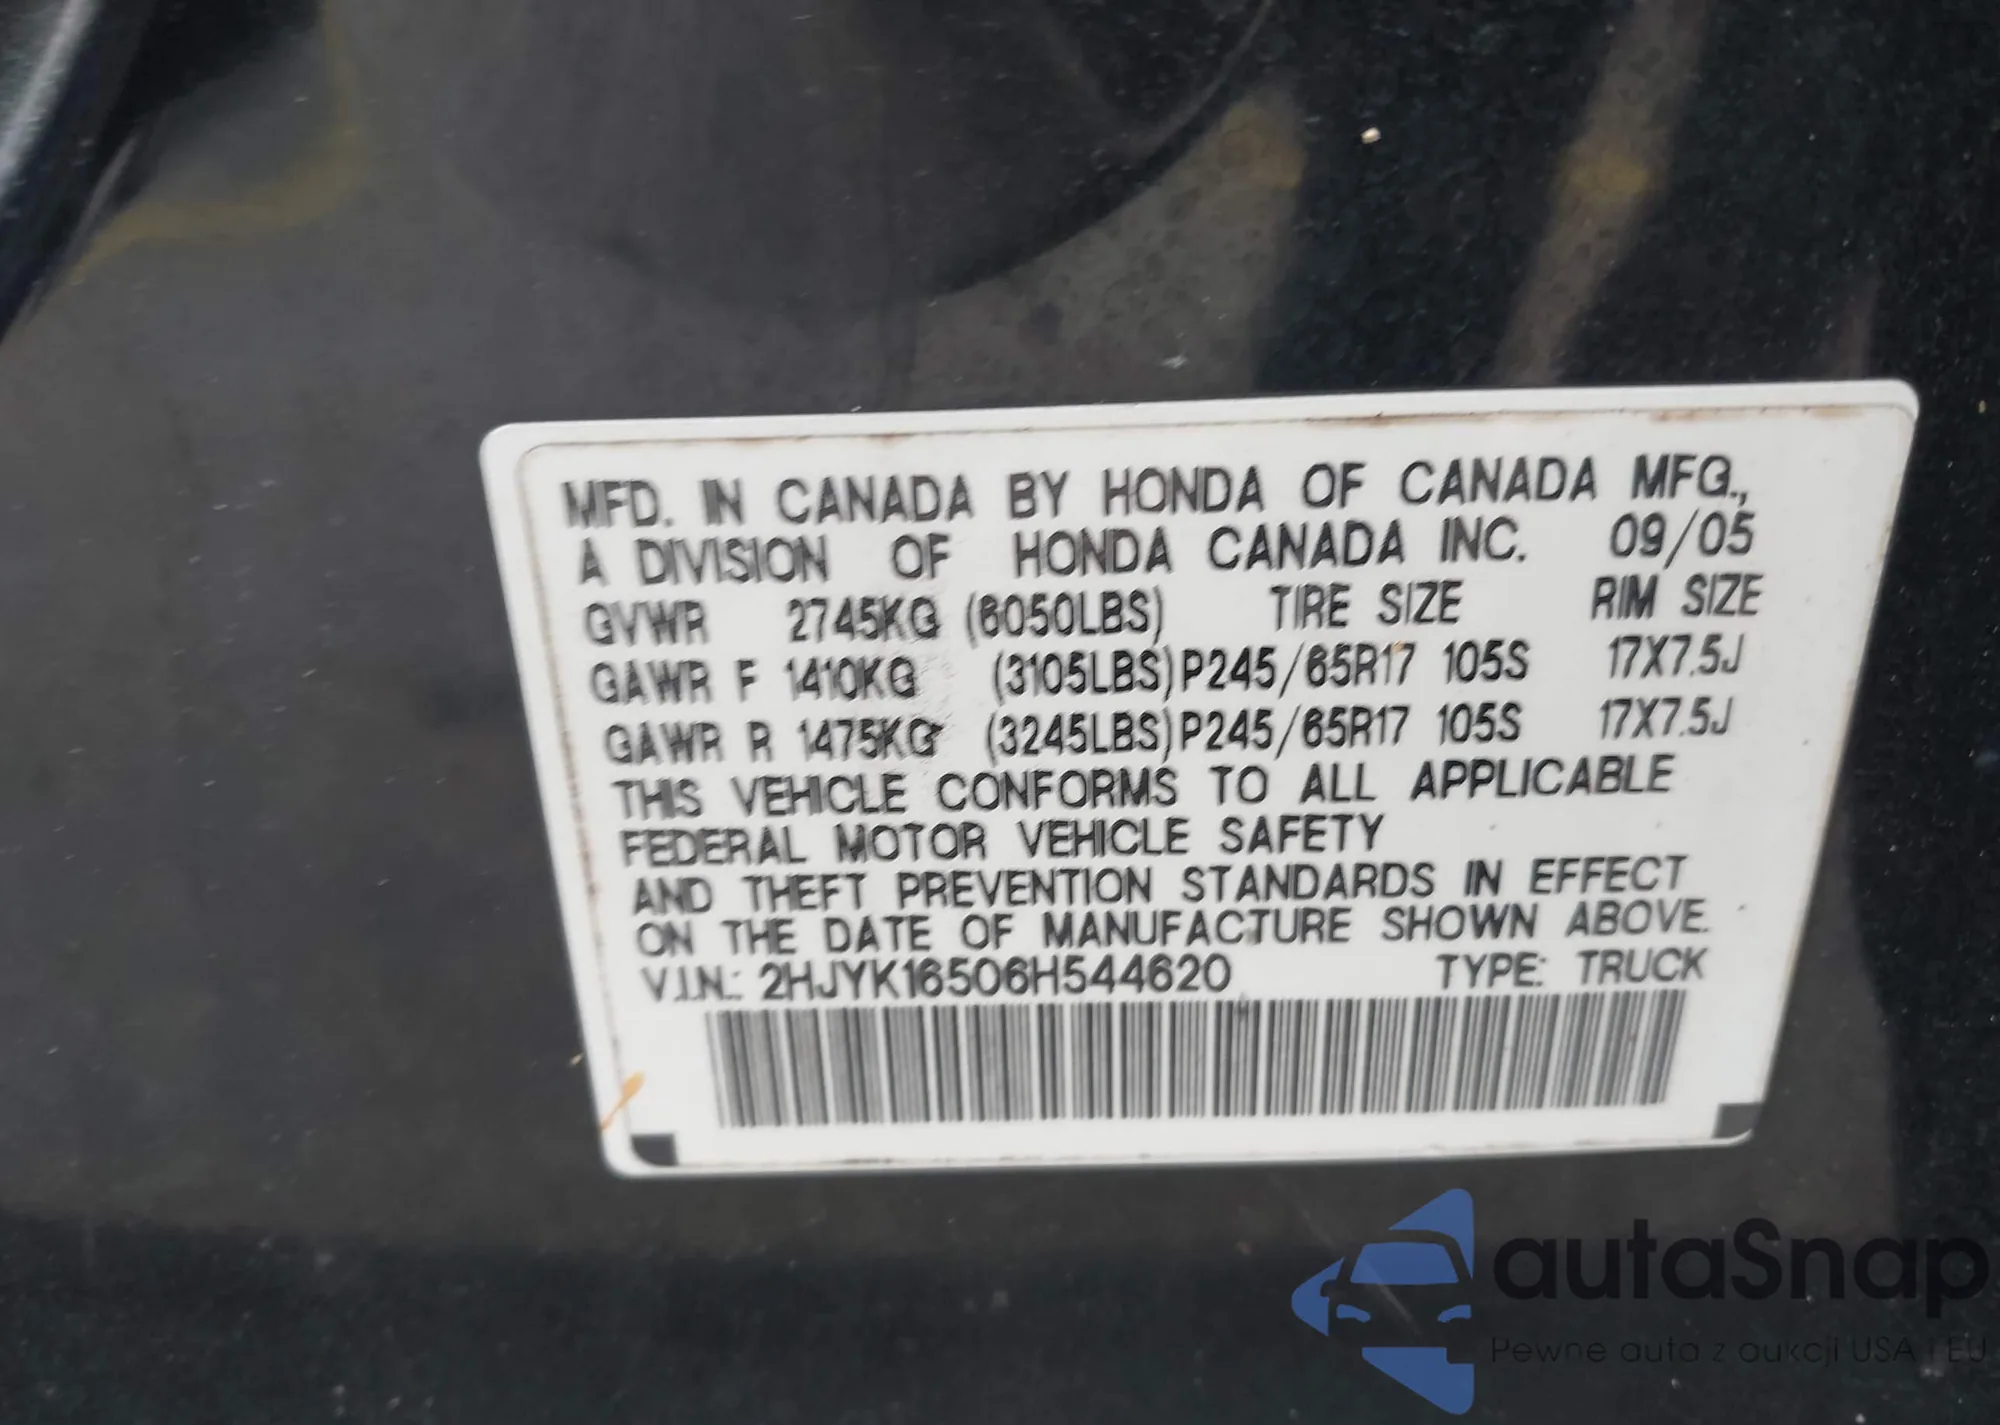 MFD. IN CANADA BY HONDA OF CANADA MFG.,
A DIVISION OF HONDA CANADA INC. 09/05
GVWR 2745KG (6050LBS) TIRE SIZE RIM SIZE
GAWR F 1410KG (3105LBS) P245/65R17 105S 17X7.5J
GAWR R 1475KG (3245LBS) P245/65R17 105S 17X7.5J
THIS VEHICLE CONFORMS TO ALL APPLICABLE
FEDERAL MOTOR VEHICLE SAFETY
AND THEFT PREVENTION STANDARDS IN EFFECT
ON THE DATE OF MANUFACTURE SHOWN ABOVE.
V.I.N.: 2HJYK16506H544620 TYPE: TRUCK
autoSnap
Pewne auta z aukcji USA i EU